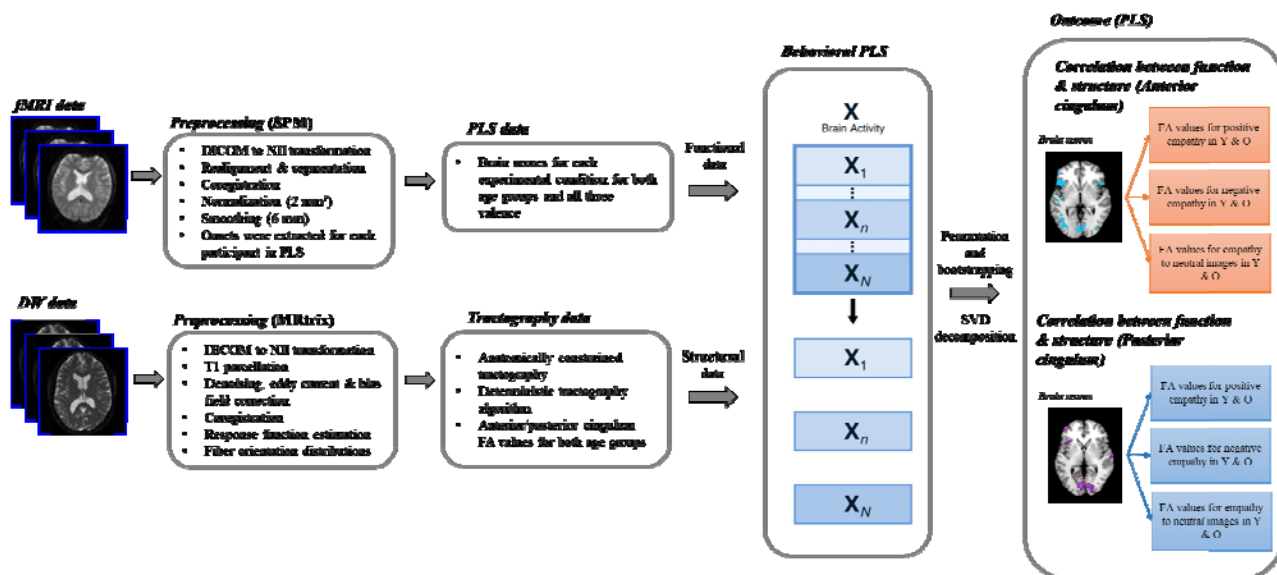 fMRI data
Preprocessing (SPM)
• DICOM to NII transformation
• Realignment & segmentation
• Coregistration
• Normalization (2 mm³)
• Smoothing (6 mm)
• Onsets were extracted for each
participant in PLS
PLS data
• Brain scores for each
experimental condition for both
age groups and all three
valence
Functional
data
DW data
Preprocessing (MRtrix)
• DICOM to NII transformation
• T1 parcellation
• Denoising, eddy current & bias
field correction
• Coregistration
• Response function estimation
• Fiber orientation distributions
Tractography data
• Anatomically constrained
tractography
• Deterministic tractography
algorithm
• Anterior/posterior cingulum
FA values for both age groups
Structural
data
Behavioral PLS
X
Brain Activity
X1
⋮
Xn
⋮
XN
X1
Xn
XN
Permutation
and
bootstrapping
SVD
decomposition
Outcome (PLS)
Correlation between function
& structure (Anterior
cingulum)
Brain scores
FA values for positive
empathy in Y & O
FA values for negative
empathy in Y & O
FA values for empathy
to neutral images in Y
& O
Correlation between function
& structure (Posterior
cingulum)
Brain scores
FA values for positive
empathy in Y & O
FA values for negative
empathy in Y & O
FA values for empathy
to neutral images in Y
& O